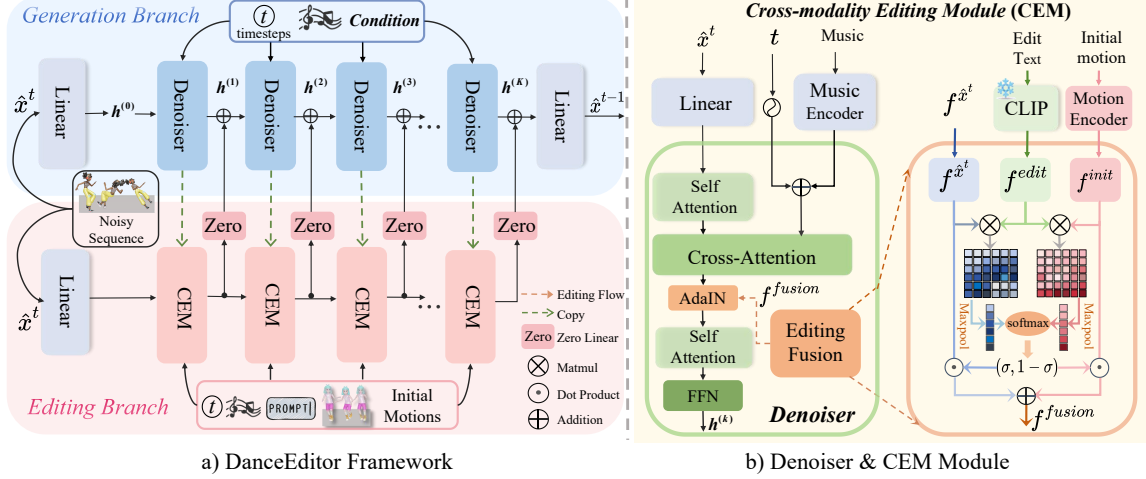 Generation Branch
t
timesteps
Condition
x̂^t
Linear
h^(0)
Denoiser
h^(1)
Denoiser
h^(2)
Denoiser
h^(3)
...
Denoiser
h^(K)
Linear
x̂^{t-1}
Noisy
Sequence
Zero
Zero
Zero
Zero
x̂^t
Linear
CEM
CEM
CEM
...
CEM
Editing Flow
Copy
Zero
Zero Linear
Matmul
Dot Product
Addition
t
PROMPT
Initial
Motions
Editing Branch
a) DanceEditor Framework
Cross-modality Editing Module (CEM)
x̂^t
t
Music
Linear
Music
Encoder
Self
Attention
Cross-Attention
AdaIN
f^{fusion}
Self
Attention
FFN
h^(k)
Editing
Fusion
Denoiser
Edit
Text
Initial
motion
f^{x̂^t}
CLIP
Motion
Encoder
f^{x̂^t}
f^{edit}
f^{init}
Maxpool
softmax
Maxpool
(σ, 1 − σ)
f^{fusion}
b) Denoiser & CEM Module